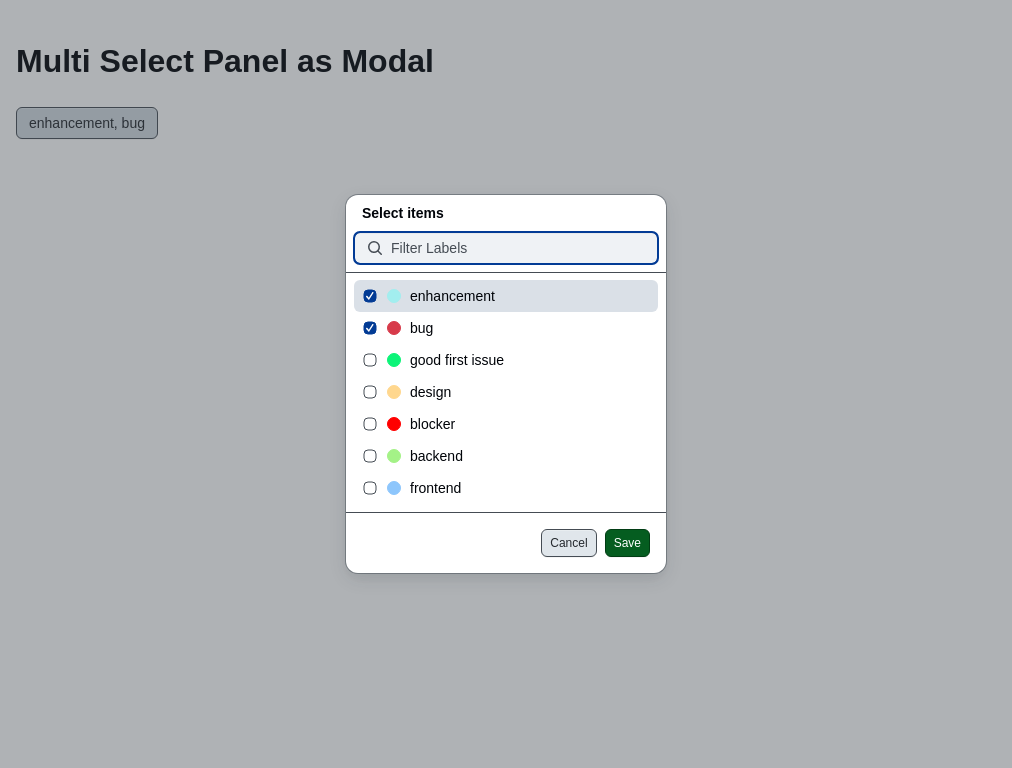 Multi Select Panel as Modal
enhancement, bug
Select items
Filter Labels
enhancement
bug
good first issue
design
blocker
backend
frontend
Cancel Save